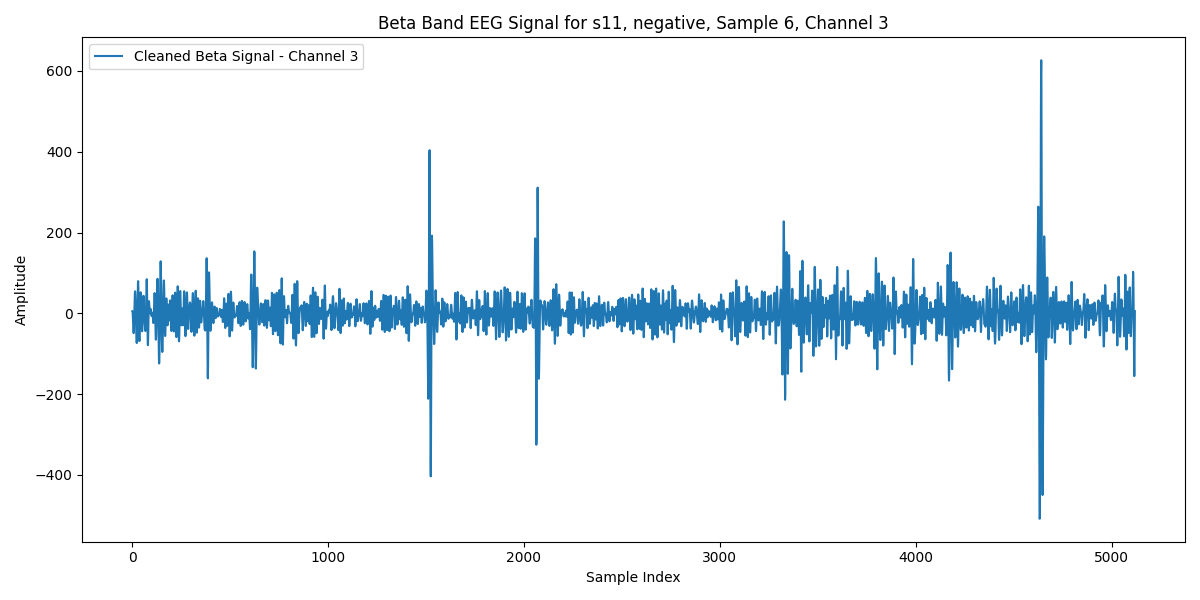 Beta Band EEG Signal for s11, negative, Sample 6, Channel 3
Cleaned Beta Signal - Channel 3
Amplitude
600
400
200
0
−200
−400
0 1000 2000 3000 4000 5000
Sample Index